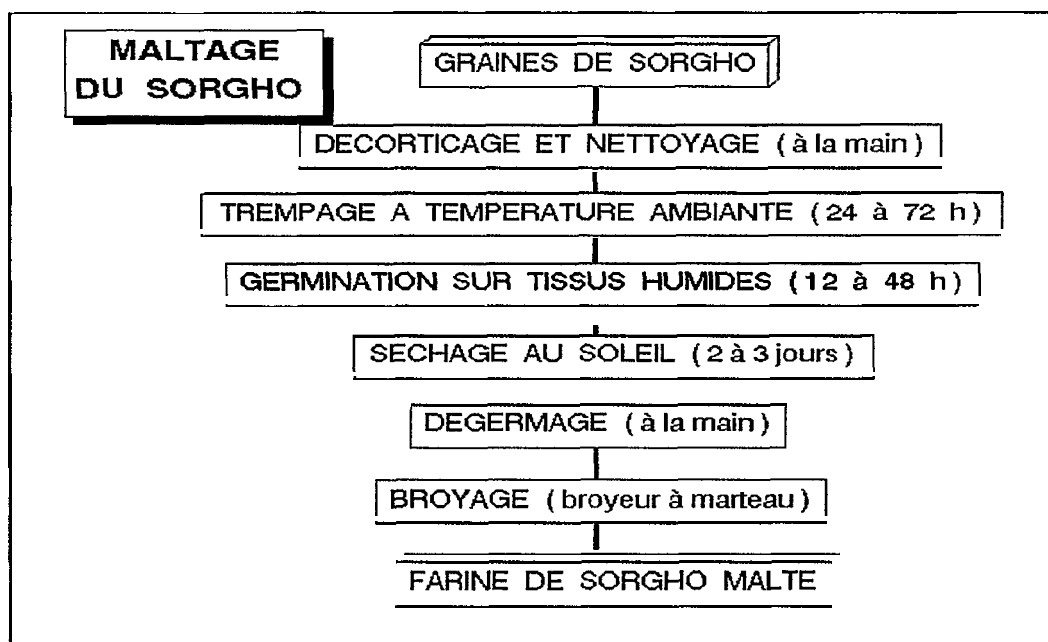 MALTAGE
DU SORGHO
GRAINES DE SORGHO
DECORTICAGE ET NETTOYAGE (à la main)
TREMPAGE A TEMPERATURE AMBIANTE (24 à 72 h)
GERMINATION SUR TISSUS HUMIDES (12 à 48 h)
SECHAGE AU SOLEIL (2 à 3 jours)
DEGERMAGE (à la main)
BROYAGE (broyeur à marteau)
FARINE DE SORGHO MALTE